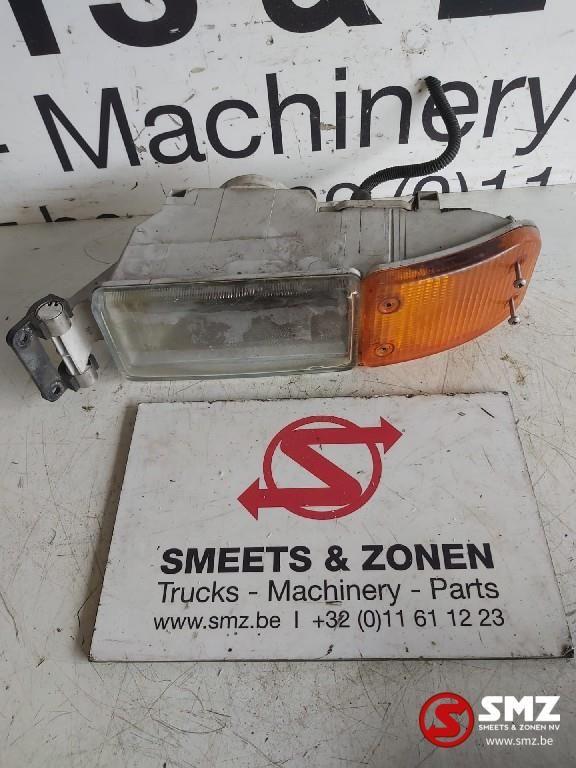 - Machinery
SMEETS & ZONEN
Trucks - Machinery - Parts
www.smz.be I +32 (0)11 61 12 23
SMZ
SMEETS & ZONEN NV
www.smz.be